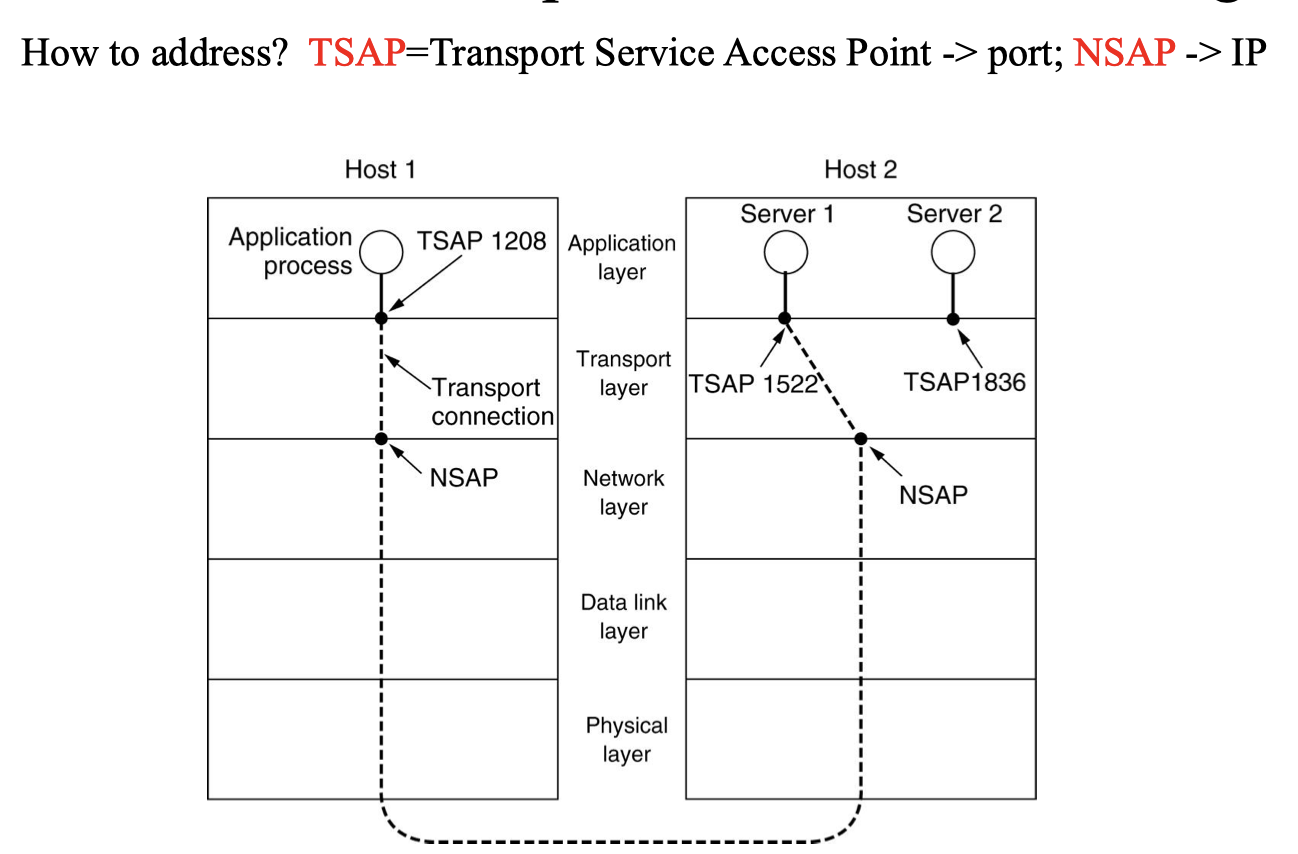 How to address? TSAP=Transport Service Access Point -> port; NSAP -> IP
Host 1
Host 2
Application
process
TSAP 1208
Application
layer
Server 1
Server 2
Transport
connection
Transport
layer
TSAP 1522
TSAP1836
NSAP
Network
layer
NSAP
Data link
layer
Physical
layer